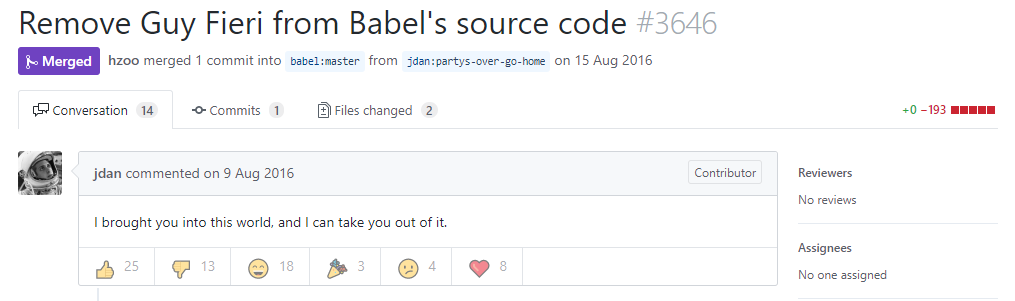 Remove Guy Fieri from Babel's source code #3646
Merged hzoo merged 1 commit into babel:master from jdan:partys-over-go-home on 15 Aug 2016
Conversation 14 Commits 1 Files changed 2 +0 −193
jdan commented on 9 Aug 2016 Contributor
I brought you into this world, and I can take you out of it.
25 13 18 3 4 8
Reviewers
No reviews
Assignees
No one assigned